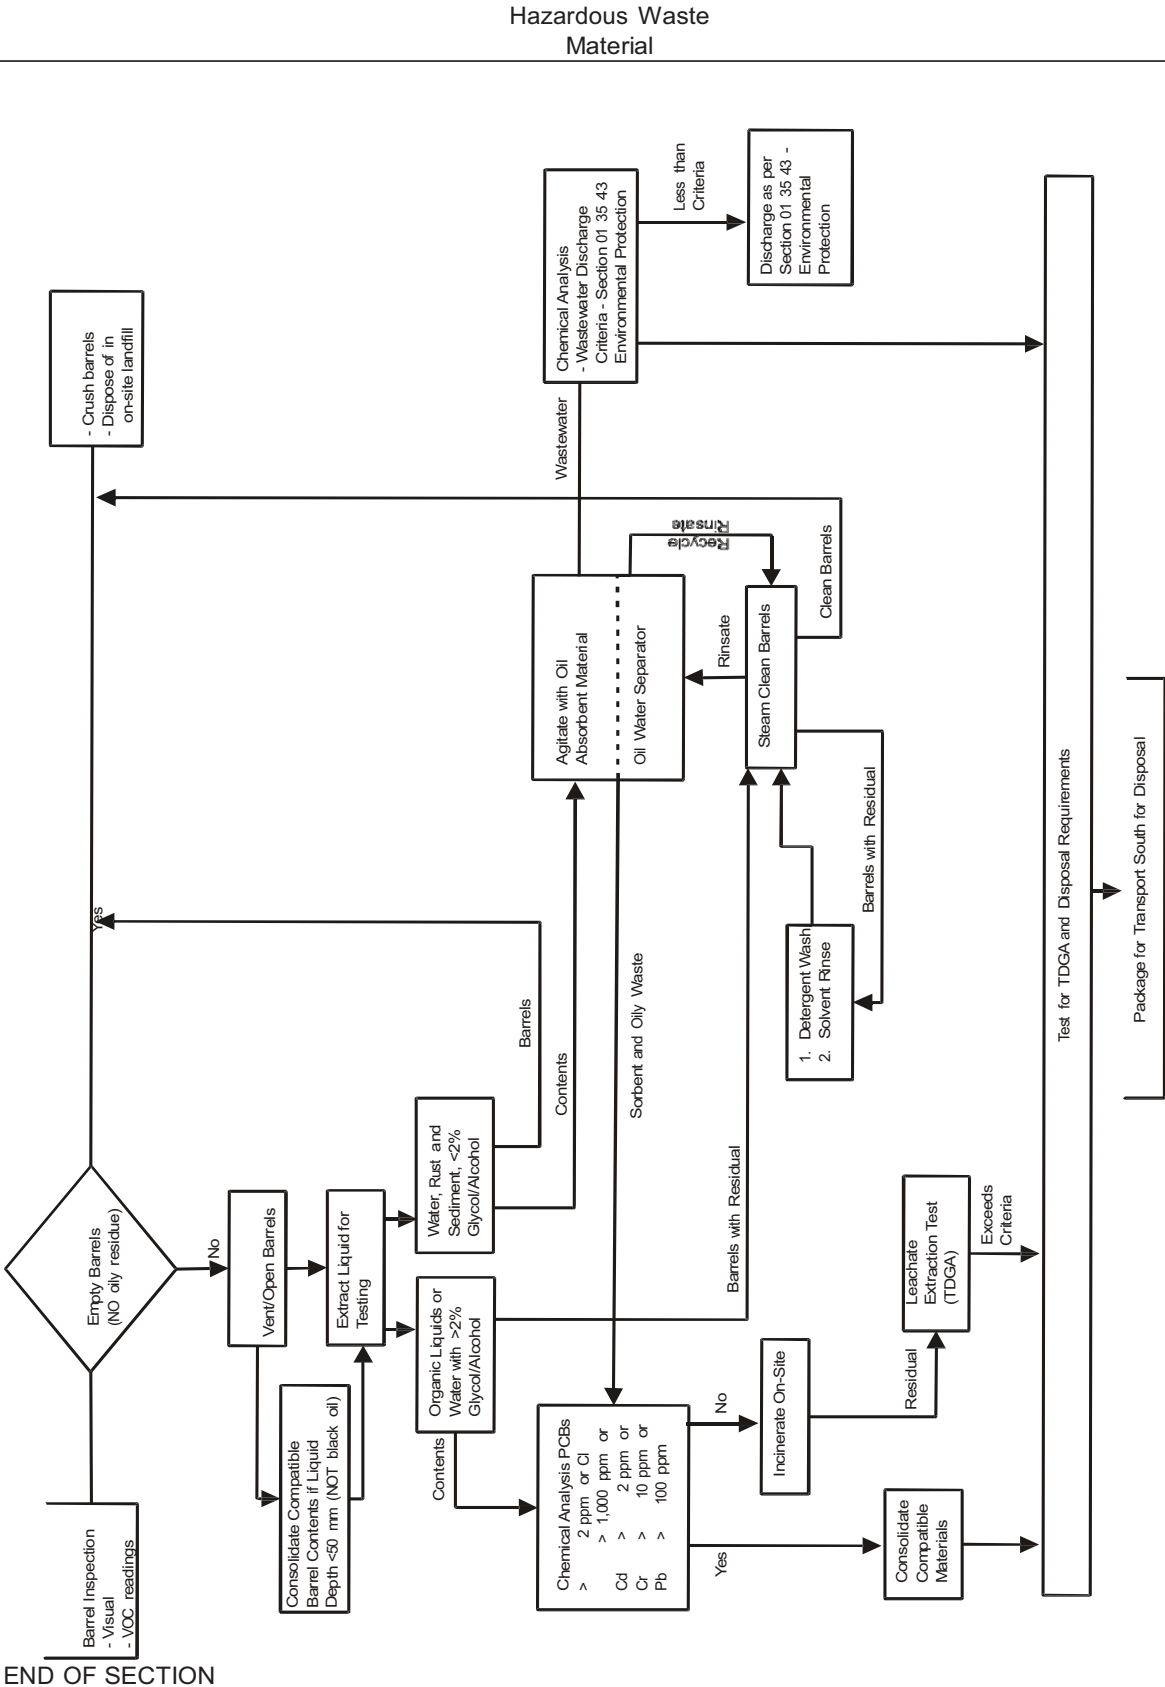 Hazardous Waste
Material
Barrel Inspection
- Visual
- VOC readings
Empty Barrels
(NO oily residue)
Yes
- Crush barrels
- Dispose of in
on-site landfill
No
Vent/Open Barrels
Consolidate Compatible
Barrel Contents if Liquid
Depth <50 mm (NOT black oil)
Extract Liquid for
Testing
Organic Liquids or
Water with >2%
Glycol/Alcohol
Water, Rust and
Sediment, <2%
Glycol/Alcohol
Barrels
Contents
Contents
Agitate with Oil
Absorbent Material
Oil Water Separator
Wastewater
Chemical Analysis
- Wastewater Discharge
Criteria - Section 01 35 43
Environmental Protection
Less than
Criteria
Discharge as per
Section 01 35 43 -
Environmental
Protection
Recycle
Rinsate
Rinsate
Steam Clean Barrels
Clean Barrels
Barrels with Residual
1. Detergent Wash
2. Solvent Rinse
Sorbent and Oily Waste
Barrels with Residual
Chemical Analysis PCBs
> 2 ppm or Cl
> 1,000 ppm or
Cd > 2 ppm or
Cr > 10 ppm or
Pb > 100 ppm
No
Incinerate On-Site
Residual
Leachate
Extraction Test
(TDGA)
Exceeds
Criteria
Yes
Consolidate
Compatible
Materials
Test for TDGA and Disposal Requirements
Package for Transport South for Disposal
END OF SECTION